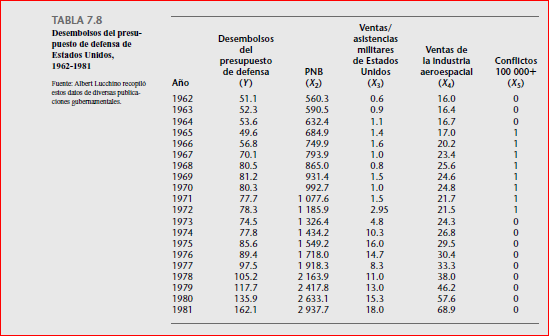 TABLA 7.8
Desembolsos del presu-
puesto de defensa de
Estados Unidos,
1962-1981
Fuente: Albert Lucchino recopiló
estos datos de diversas publica-
ciones gubernamentales.
Ventas/
Desembolsos asistencias
del militares Ventas de
presupuesto de Estados la industria Conflictos
de defensa PNB Unidos aeroespacial 100 000+
Año (Y) (X2) (X3) (X4) (X5)
1962 51.1 560.3 0.6 16.0 0
1963 52.3 590.5 0.9 16.4 0
1964 53.6 632.4 1.1 16.7 0
1965 49.6 684.9 1.4 17.0 1
1966 56.8 749.9 1.6 20.2 1
1967 70.1 793.9 1.0 23.4 1
1968 80.5 865.0 0.8 25.6 1
1969 81.2 931.4 1.5 24.6 1
1970 80.3 992.7 1.0 24.8 1
1971 77.7 1 077.6 1.5 21.7 1
1972 78.3 1 185.9 2.95 21.5 1
1973 74.5 1 326.4 4.8 24.3 0
1974 77.8 1 434.2 10.3 26.8 0
1975 85.6 1 549.2 16.0 29.5 0
1976 89.4 1 718.0 14.7 30.4 0
1977 97.5 1 918.3 8.3 33.3 0
1978 105.2 2 163.9 11.0 38.0 0
1979 117.7 2 417.8 13.0 46.2 0
1980 135.9 2 633.1 15.3 57.6 0
1981 162.1 2 937.7 18.0 68.9 0